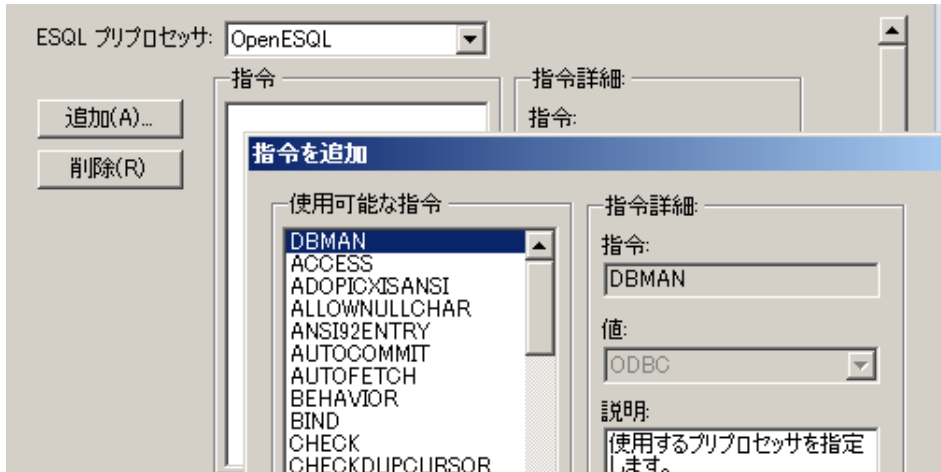 ESQL プリプロセッサ: OpenESQL
指令
指令詳細:
追加(A)...
指令:
削除(R)
指令を追加
使用可能な指令
指令詳細:
DBMAN
ACCESS
ADOPICXISANSI
ALLOWNULLCHAR
ANSI92ENTRY
AUTOCOMMIT
AUTOFETCH
BEHAVIOR
BIND
CHECK
CHECKDUPCURSOR
指令:
DBMAN
値:
ODBC
説明:
使用するプリプロセッサを指定
します。